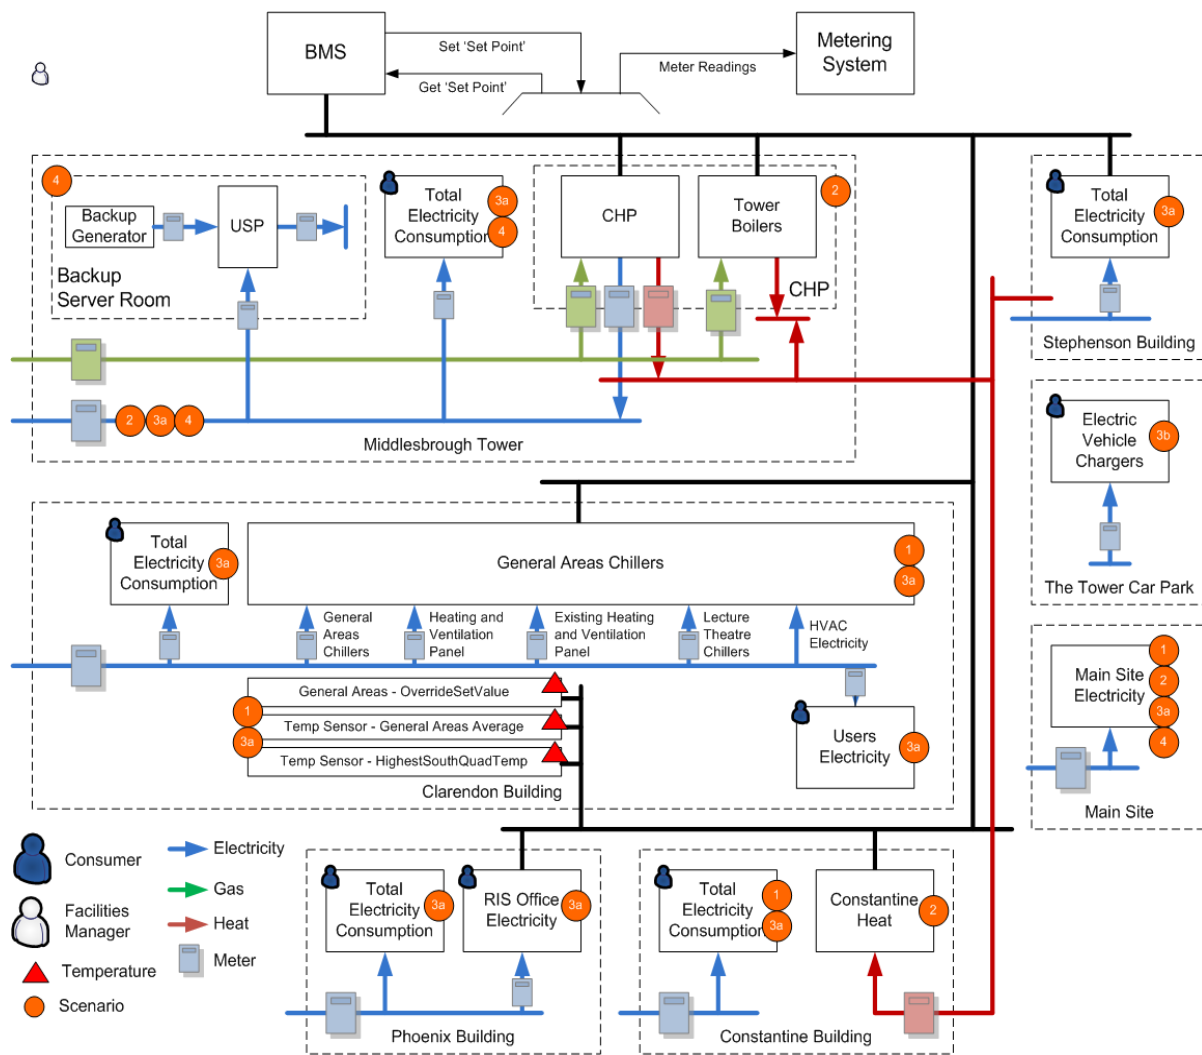 BMS
Set 'Set Point'
Get 'Set Point'
Meter Readings
Metering
System
4
Backup
Generator
USP
Backup
Server Room
Total
Electricity
Consumption
3a
4
CHP
Tower
Boilers
2
CHP
2
3a
4
Middlesbrough Tower
Total
Electricity
Consumption
3a
Stephenson Building
Electric
Vehicle
Chargers
3b
The Tower Car Park
Total
Electricity
Consumption
3a
General Areas Chillers
1
3a
General
Areas
Chillers
Heating and
Ventilation
Panel
Existing Heating
and Ventilation
Panel
Lecture
Theatre
Chillers
HVAC
Electricity
General Areas - OverrideSetValue
1
Temp Sensor - General Areas Average
3a
Temp Sensor - HighestSouthQuadTemp
Users
Electricity
3a
Clarendon Building
Main Site
Electricity
1
2
3a
4
Main Site
Consumer
Facilities
Manager
Temperature
Scenario
Electricity
Gas
Heat
Meter
Total
Electricity
Consumption
3a
RIS Office
Electricity
3a
Phoenix Building
Total
Electricity
Consumption
1
3a
Constantine
Heat
2
Constantine Building